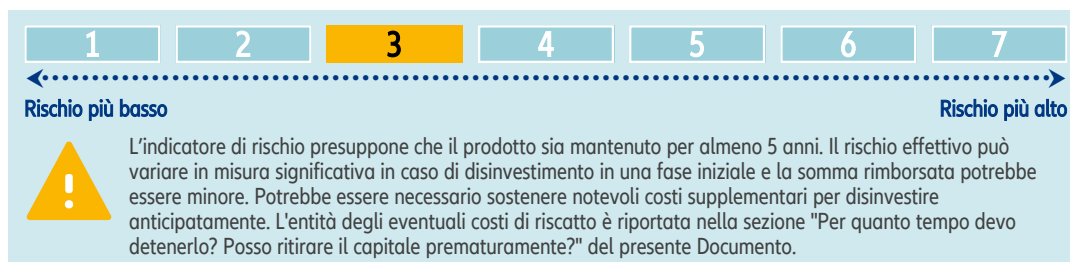 1 2 3 4 5 6 7
Rischio più basso Rischio più alto
L'indicatore di rischio presuppone che il prodotto sia mantenuto per almeno 5 anni. Il rischio effettivo può
variare in misura significativa in caso di disinvestimento in una fase iniziale e la somma rimborsata potrebbe
essere minore. Potrebbe essere necessario sostenere notevoli costi supplementari per disinvestire
anticipatamente. L'entità degli eventuali costi di riscatto è riportata nella sezione "Per quanto tempo devo
detenerlo? Posso ritirare il capitale prematuramente?" del presente Documento.